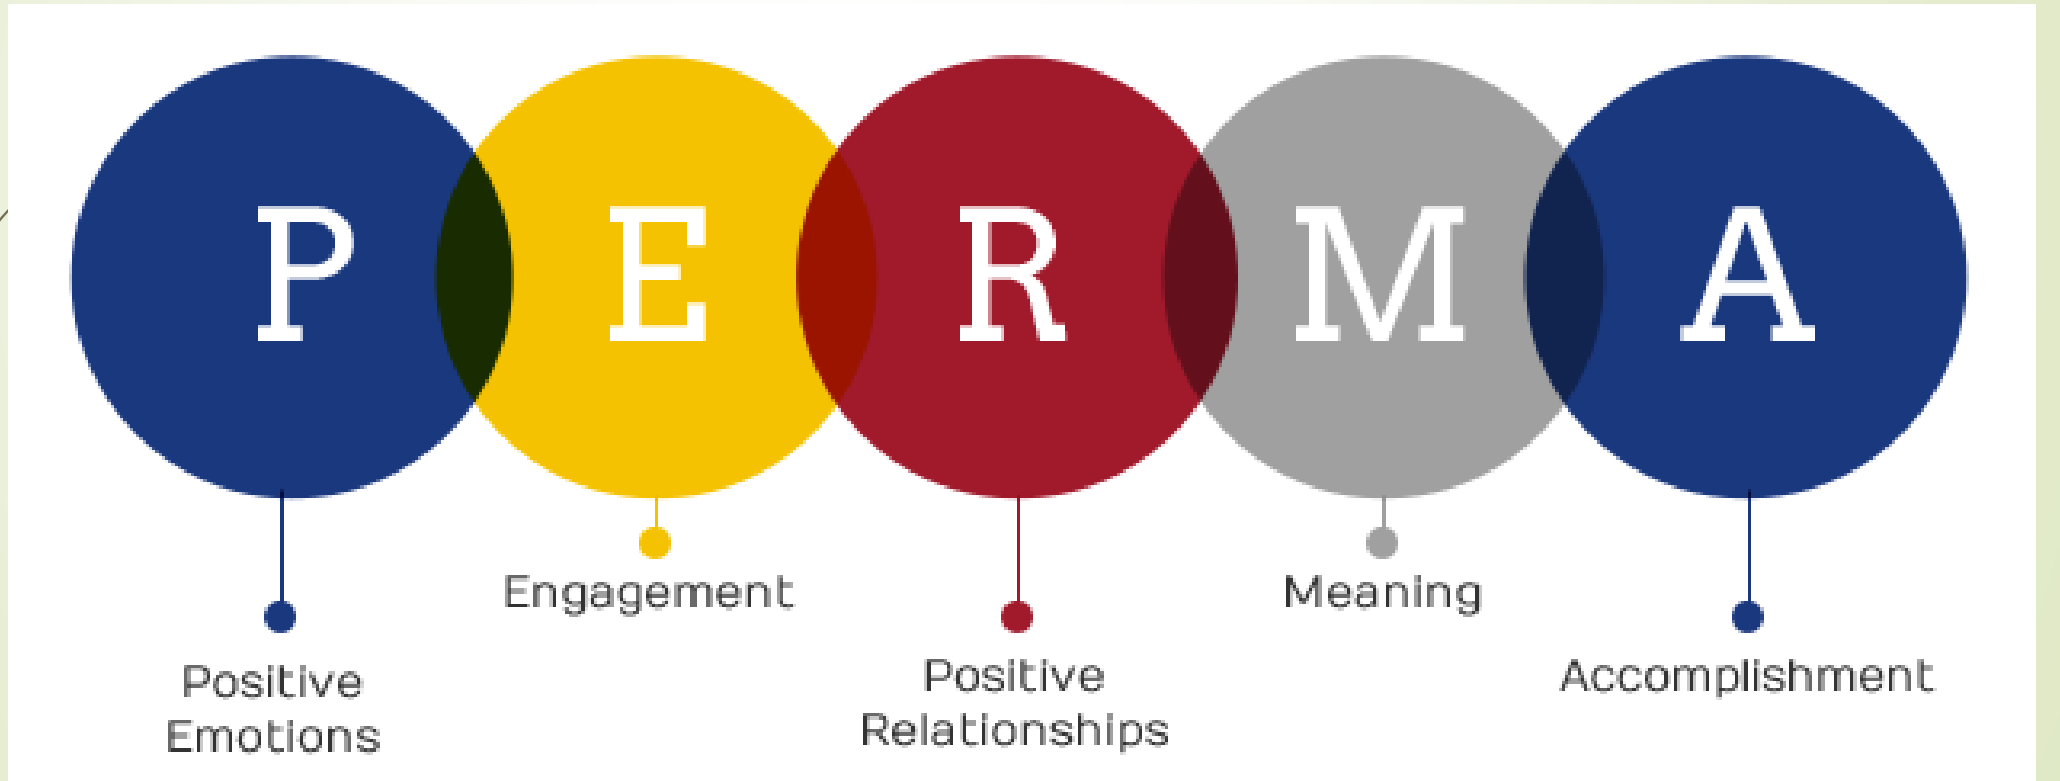 P E R M A
Engagement
Meaning
Positive
Emotions
Positive
Relationships
Accomplishment